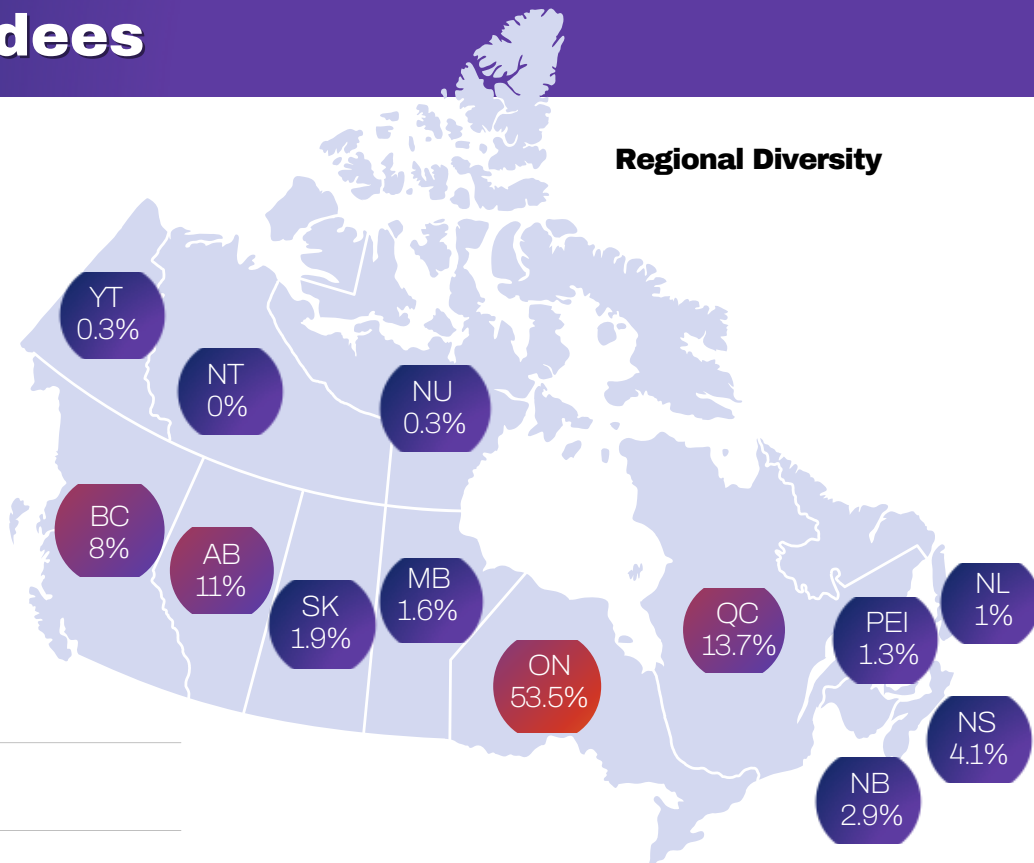 dees
Regional Diversity
YT
0.3%
NT
0%
NU
0.3%
BC
8%
AB
11%
SK
1.9%
MB
1.6%
ON
53.5%
QC
13.7%
PEI
1.3%
NL
1%
NS
4.1%
NB
2.9%